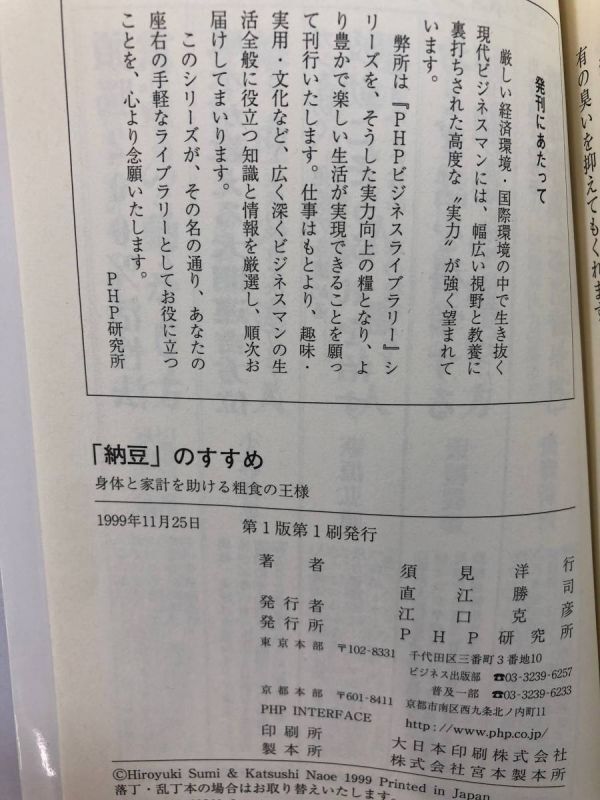 有の臭いを抑えてもくれます
発刊にあたって
厳しい経済環境・国際環境の中で生き抜く
現代ビジネスマンには、幅広い視野と教養に
裏打ちされた高度な〝実力〟が強く望まれて
います。
弊所は『PHPビジネスライブラリー』シ
リーズを、そうした実力向上の糧となり、よ
り豊かで楽しい生活が実現できることを願っ
て刊行いたします。仕事はもとより、趣味・
実用・文化など、広く深くビジネスマンの生
活全般に役立つ知識と情報を厳選し、順次お
届けしてまいります。
このシリーズが、その名の通り、あなたの
座右の手軽なライブラリーとしてお役に立つ
ことを、心より念願いたします。
PHP研究所
「納豆」のすすめ
身体と家計を助ける粗食の王様
1999年11月25日 第1版第1刷発行
著者 須見洋行
直江勝司
発行者 江口克彦
発行所 PHP研究所
東京本部 〒102-8331 千代田区三番町3番地10
ビジネス出版部 ☎03-3239-6257
普及一部 ☎03-3239-6233
京都本部 〒601-8411 京都市南区西九条北ノ内町11
PHP INTERFACE http://www.php.co.jp/
印刷所 大日本印刷株式会社
製本所 株式会社宮本製本所
©Hiroyuki Sumi & Katsushi Naoe 1999 Printed in Japan
落丁・乱丁本の場合はお取り替えいたします。